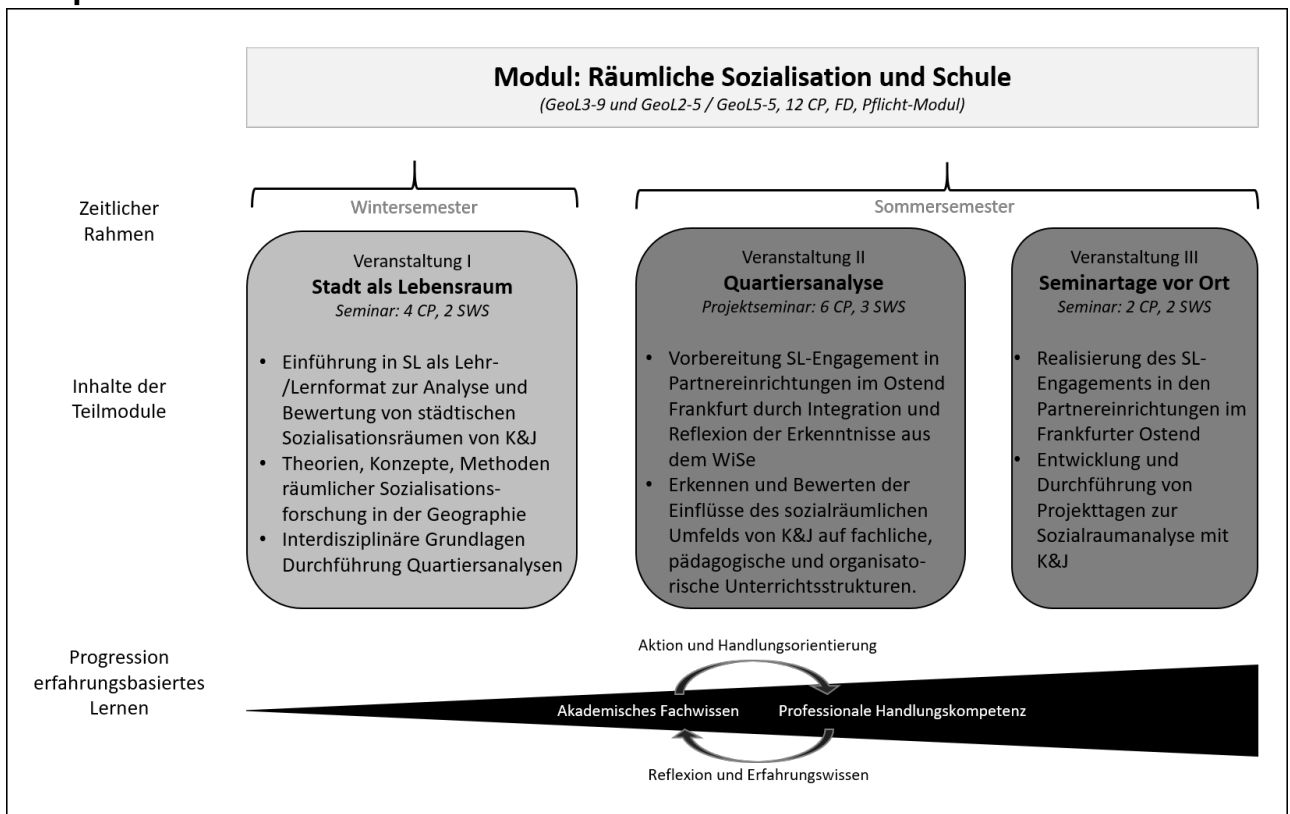 Modul: Räumliche Sozialisation und Schule
(GeoL3-9 und GeoL2-5 / GeoL5-5, 12 CP, FD, Pflicht-Modul)
Zeitlicher
Rahmen
Wintersemester
Sommersemester
Veranstaltung I
Stadt als Lebensraum
Seminar: 4 CP, 2 SWS
• Einführung in SL als Lehr-
/Lernformat zur Analyse und
Bewertung von städtischen
Sozialisationsräumen von K&J
• Theorien, Konzepte, Methoden
räumlicher Sozialisations-
forschung in der Geographie
• Interdisziplinäre Grundlagen
Durchführung Quartiersanalysen
Veranstaltung II
Quartiersanalyse
Projektseminar: 6 CP, 3 SWS
• Vorbereitung SL-Engagement in
Partnereinrichtungen im Ostend
Frankfurt durch Integration und
Reflexion der Erkenntnisse aus
dem WiSe
• Erkennen und Bewerten der
Einflüsse des sozialräumlichen
Umfelds von K&J auf fachliche,
pädagogische und organisato-
rische Unterrichtsstrukturen.
Veranstaltung III
Seminartage vor Ort
Seminar: 2 CP, 2 SWS
• Realisierung des SL-
Engagements in den
Partnereinrichtungen im
Frankfurter Ostend
• Entwicklung und
Durchführung von
Projekttagen zur
Sozialraumanalyse mit
K&J
Inhalte der
Teilmodule
Progression
erfahrungsbasiertes
Lernen
Aktion und Handlungsorientierung
Akademisches Fachwissen
Professionale Handlungskompetenz
Reflexion und Erfahrungswissen